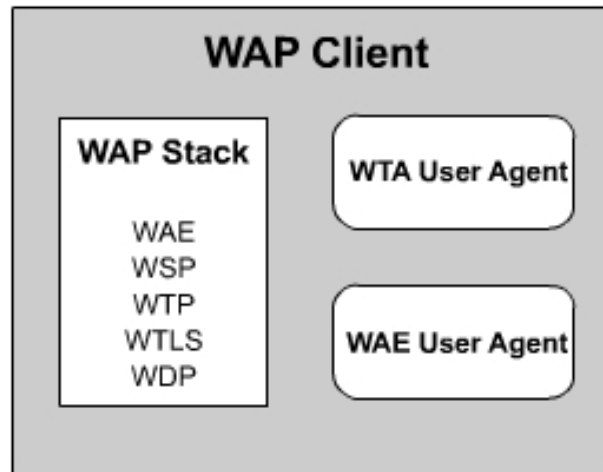 WAP Client
WAP Stack
WAE
WSP
WTP
WTLS
WDP
WTA User Agent
WAE User Agent